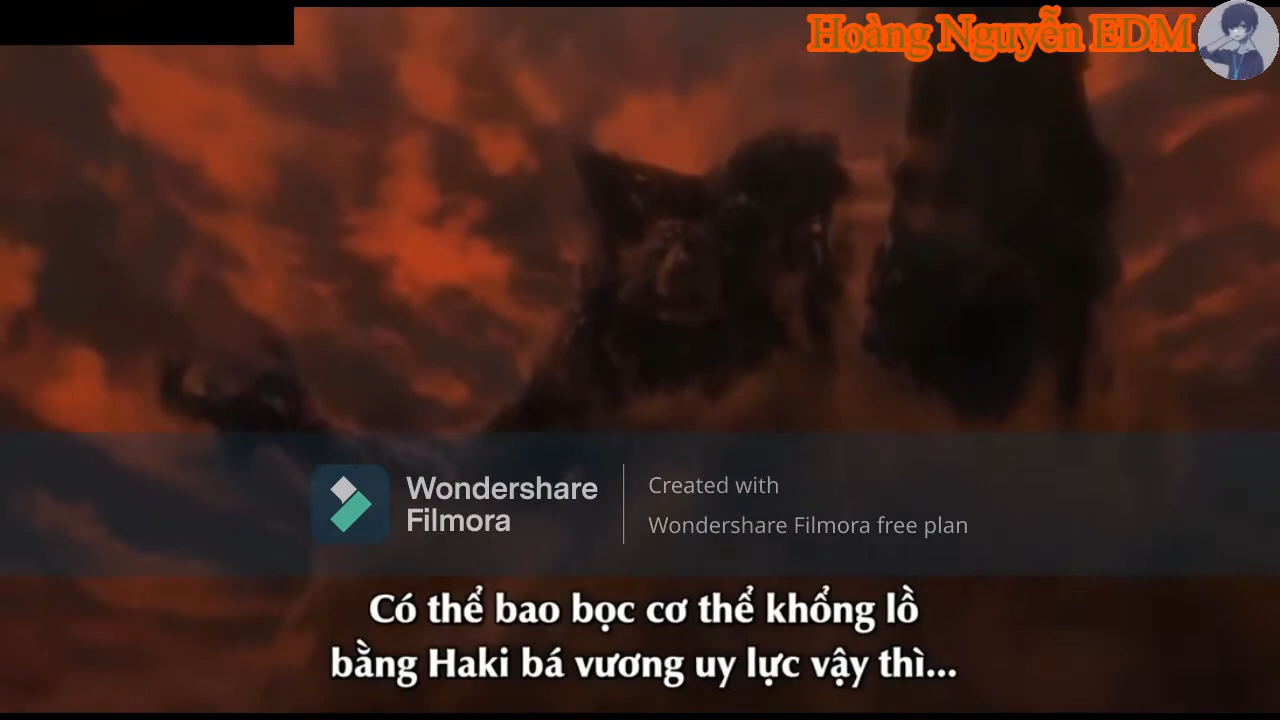 Hoàng Nguyễn EDM
Wondershare
Filmora
Created with
Wondershare Filmora free plan
Có thể bao bọc cơ thể khổng lồ
bằng Haki bá vương uy lực vậy thì...